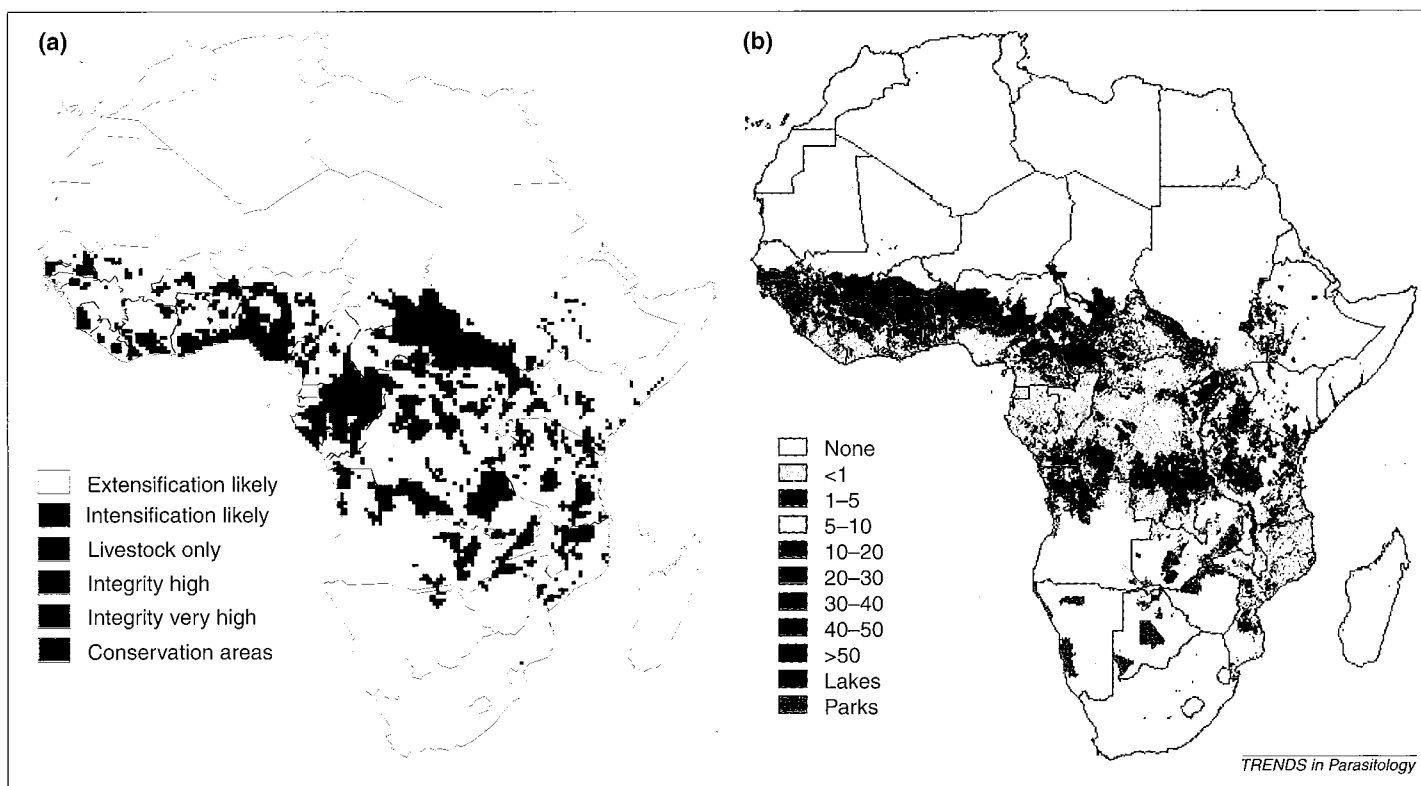 (a)
Extensification likely
Intensification likely
Livestock only
Integrity high
Integrity very high
Conservation areas
(b)
None
<1
1–5
5–10
10–20
20–30
30–40
40–50
>50
Lakes
Parks
TRENDS in Parasitology